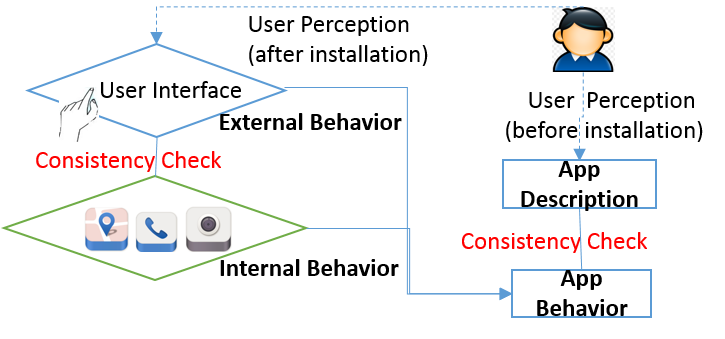 User Perception
(after installation)
User Interface
External Behavior
Consistency Check
Internal Behavior
User Perception
(before installation)
App
Description
Consistency Check
App
Behavior